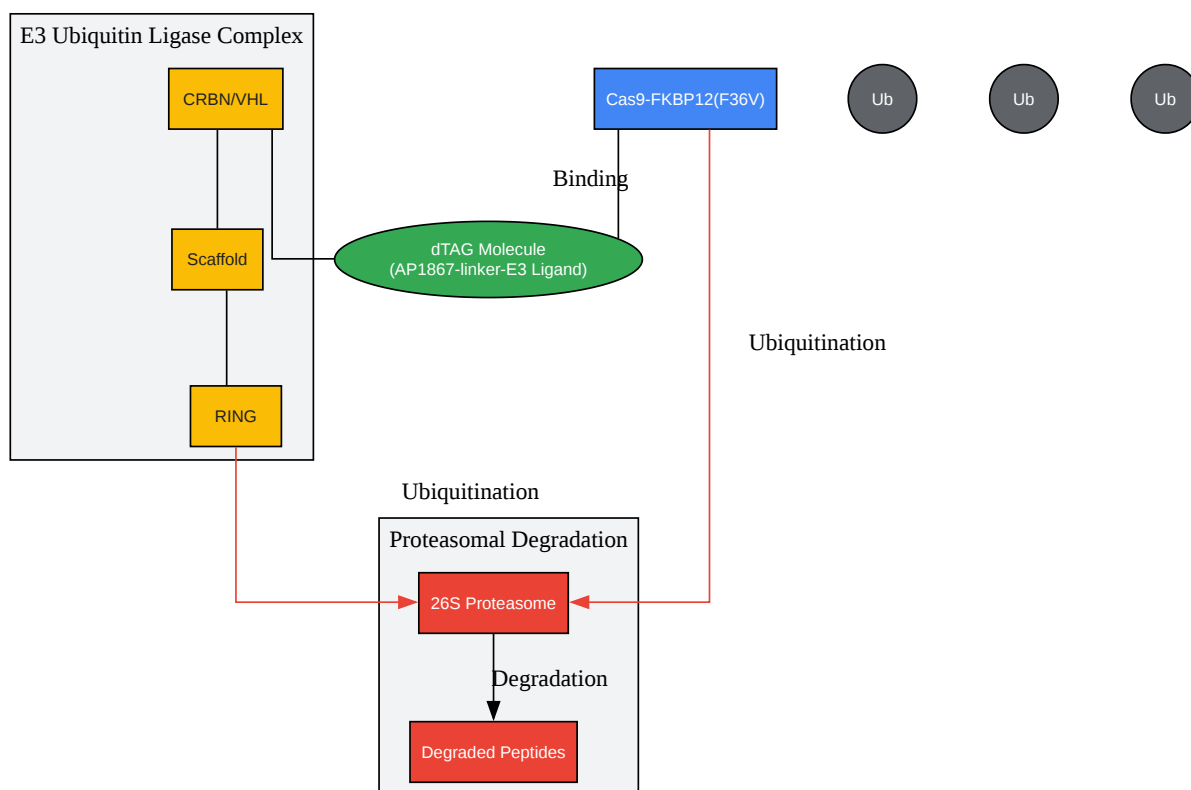 E3 Ubiquitin Ligase Complex
CRBN/VHL
Cas9-FKBP12(F36V)
Ub
Ub
Ub
Binding
Scaffold
dTAG Molecule
(AP1867-linker-E3 Ligand)
Ubiquitination
RING
Ubiquitination
Proteasomal Degradation
26S Proteasome
Degradation
Degraded Peptides